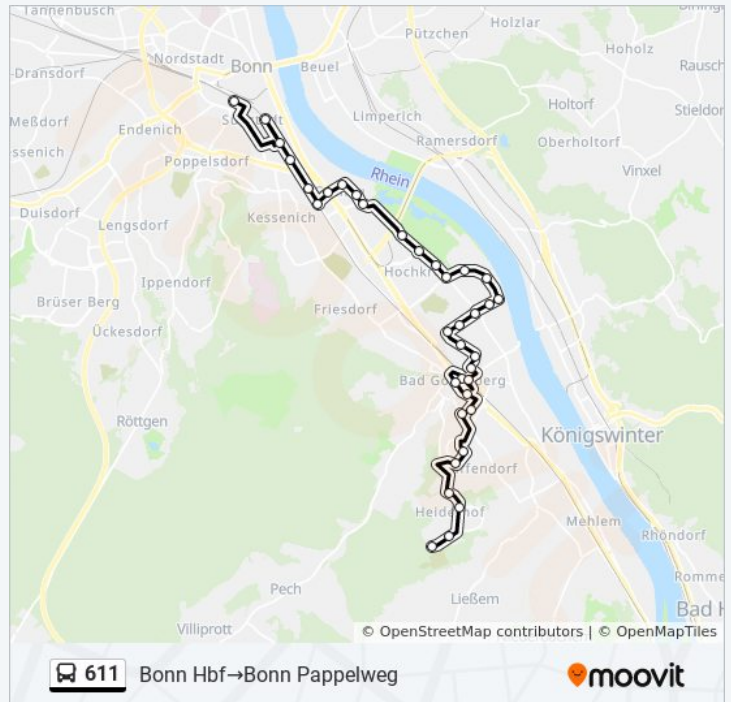 Tannenbusch
Holzlar
Pützchen
Hoholz
Nordstadt
Bonn
Beuel
Dransdorf
Rausch
Holtorf
Stieldor
Meßdorf
Endenich
Limperich
Ramersdorf
Oberholtorf
Poppelsdorf
Rhein
Vinxel
Duisdorf
Lengsdorf
Kessenich
Ippendorf
Brüser Berg
Friesdorf
Ückesdorf
Röttgen
Königswinter
Mehlem
Rhöndorf
Pech
Ließem
Romme
Villiprott
Bad H
© OpenStreetMap contributors | © OpenMapTiles
611 Bonn Hbf→Bonn Pappelweg
moovit